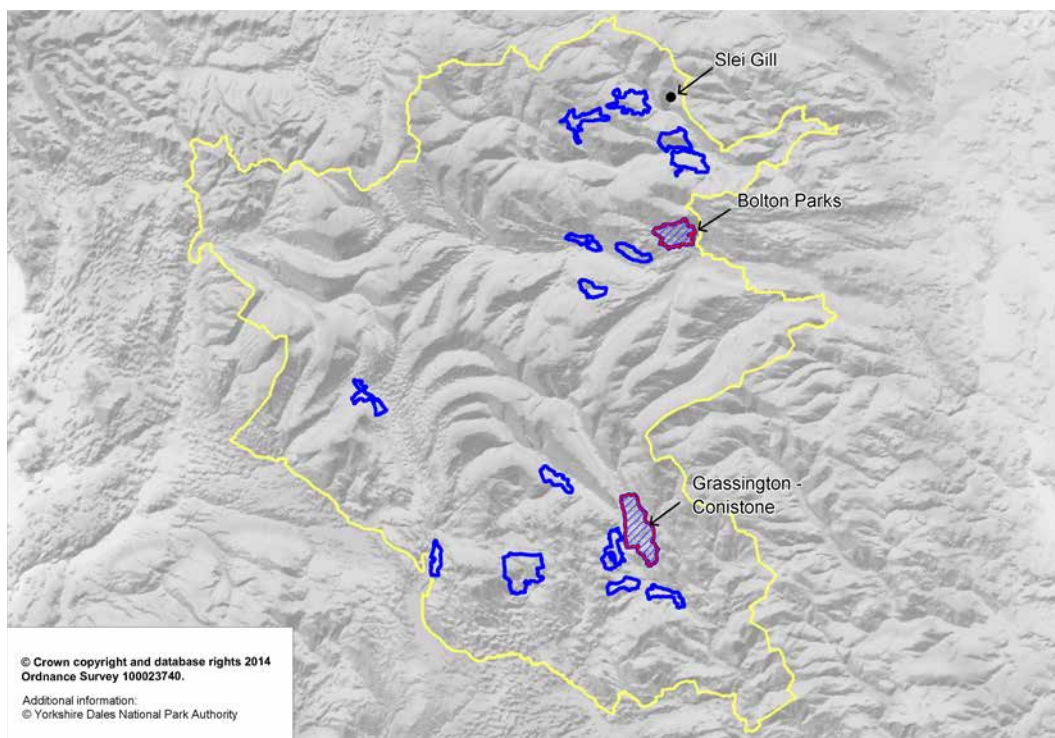 Slei Gill
Bolton Parks
Grassington -
Conistone
© Crown copyright and database rights 2014
Ordnance Survey 100023740.
Additional information:
© Yorkshire Dales National Park Authority